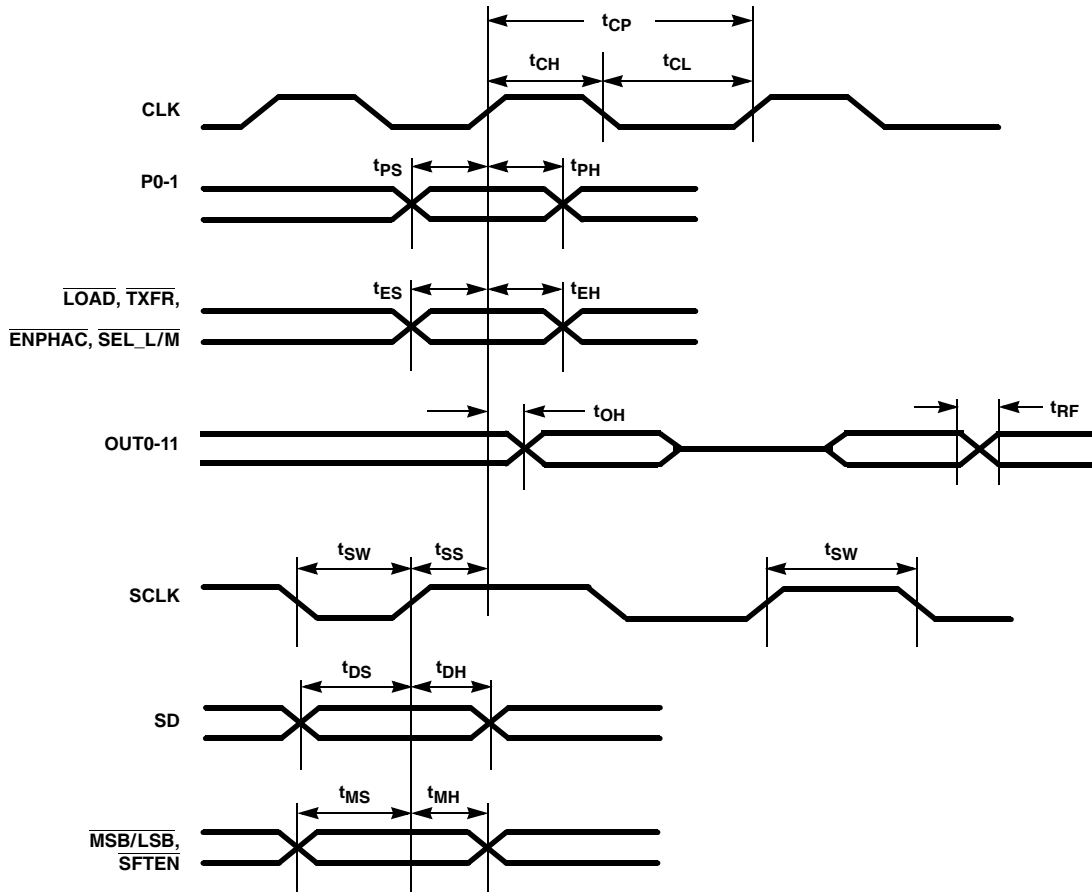 tCP
tCH tCL
CLK
tPS tPH
P0-1
tES tEH
LOAD, TXFR,
ENPHAC, SEL_L/M
tOH tRF
OUT0-11
tSW tSS tSW
SCLK
tDS tDH
SD
tMS tMH
MSB/LSB,
SFTEN